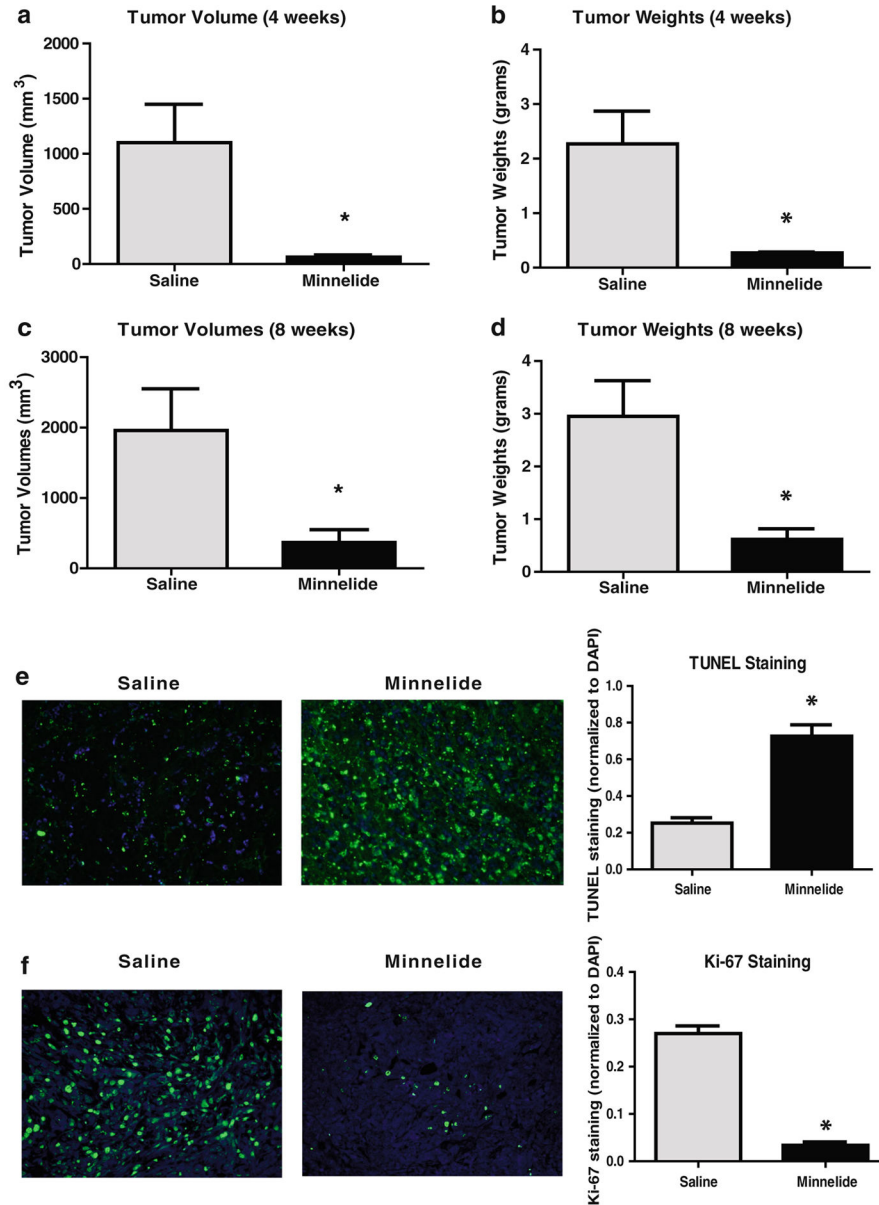 a
Tumor Volume (4 weeks)
Tumor Volume (mm3)
2000
1500
1000
500
0
*
Saline
Minnelide
b
Tumor Weights (4 weeks)
Tumor Weights (grams)
4
3
2
1
0
*
Saline
Minnelide
c
Tumor Volumes (8 weeks)
Tumor Volumes (mm3)
3000
2000
1000
0
*
Saline
Minnelide
d
Tumor Weights (8 weeks)
Tumor Weights (grams)
4
3
2
1
0
*
Saline
Minnelide
e
Saline
Minnelide
TUNEL Staining
TUNEL staining (normalized to DAPI)
1.0
0.8
0.6
0.4
0.2
0.0
*
Saline
Minnelide
f
Saline
Minnelide
Ki-67 Staining
Ki-67 staining (normalized to DAPI)
0.4
0.3
0.2
0.1
0.0
*
Saline
Minnelide